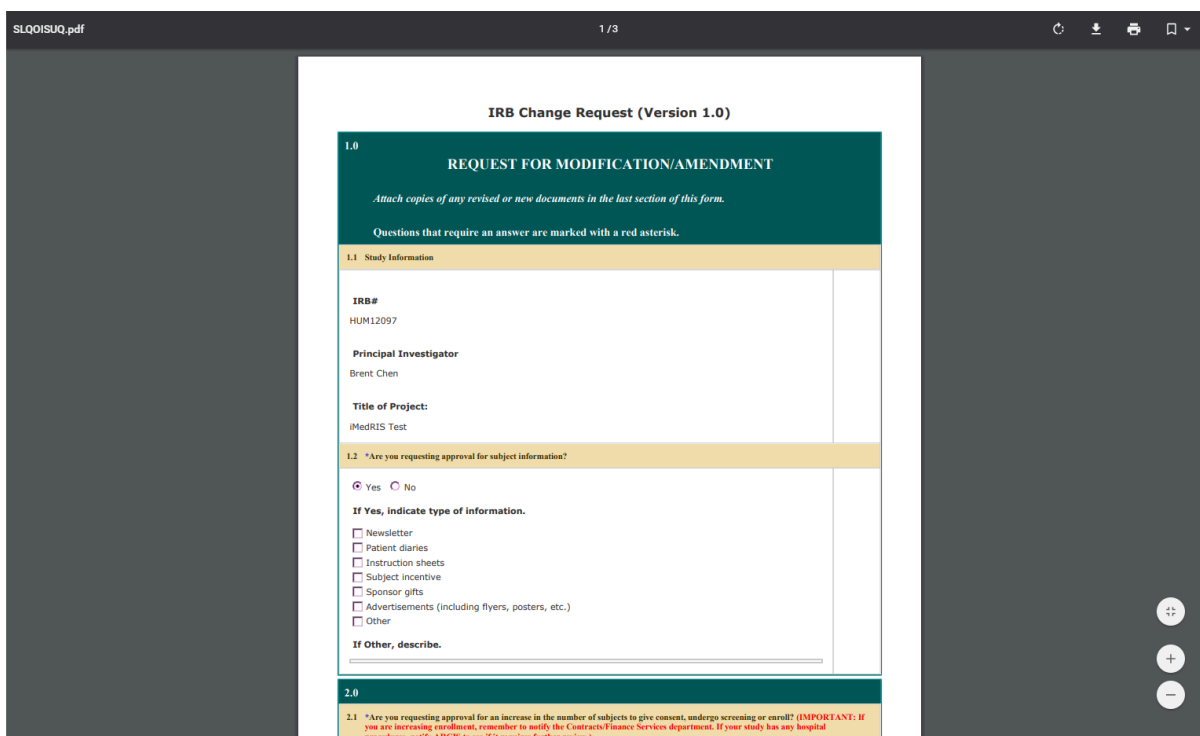 SLQOISUQ.pdf
1 / 3
IRB Change Request (Version 1.0)
1.0
REQUEST FOR MODIFICATION/AMENDMENT
Attach copies of any revised or new documents in the last section of this form.
Questions that require an answer are marked with a red asterisk.
1.1 Study Information
IRB#
HUM12097
Principal Investigator
Brent Chen
Title of Project:
iMedRIS Test
1.2 *Are you requesting approval for subject information?
Yes No
If Yes, indicate type of information.
Newsletter
Patient diaries
Instruction sheets
Subject incentive
Sponsor gifts
Advertisements (including flyers, posters, etc.)
Other
If Other, describe.
2.0
2.1 *Are you requesting approval for an increase in the number of subjects to give consent, undergo screening or enroll? (IMPORTANT: If
you are increasing enrollment, remember to notify the Contracts/Finance Services department. If your study has any hospital